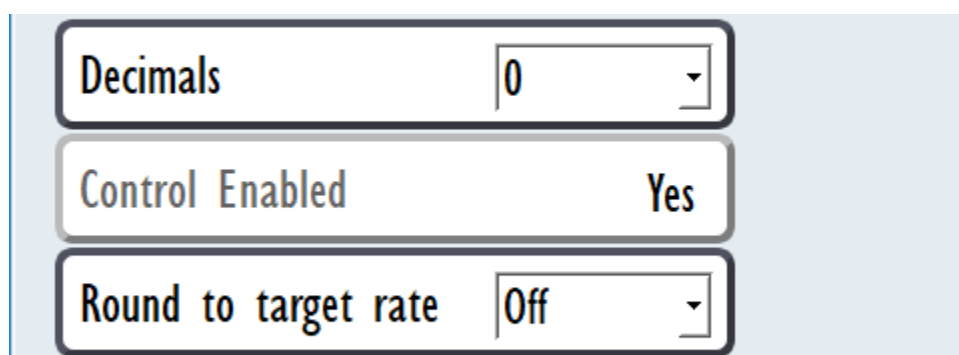 Decimals 0
Control Enabled Yes
Round to target rate Off